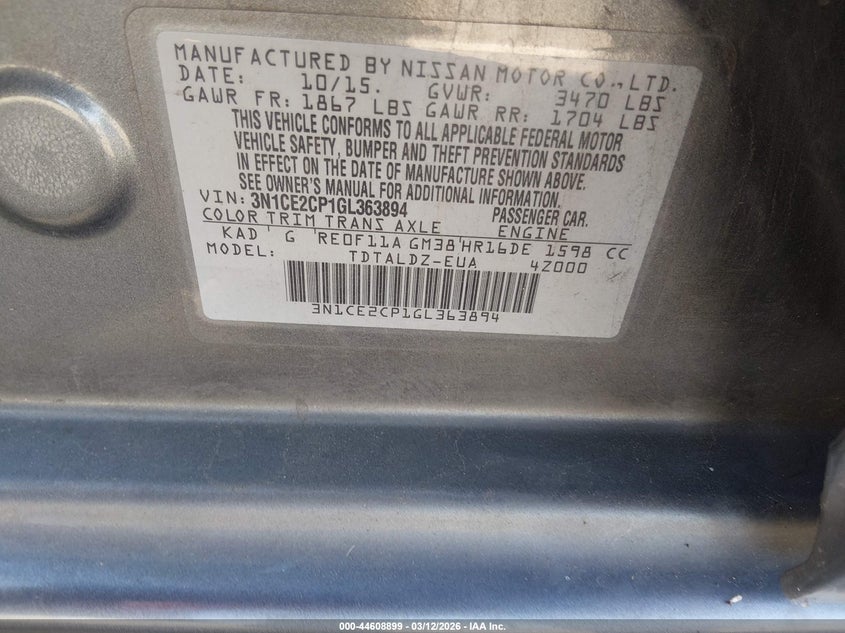 MANUFACTURED BY NISSAN MOTOR CO., LTD.
DATE: 10/15. GVWR: 3470 LBS
GAWR FR: 1867 LBS GAWR RR: 1704 LBS
THIS VEHICLE CONFORMS TO ALL APPLICABLE FEDERAL MOTOR
VEHICLE SAFETY, BUMPER AND THEFT PREVENTION STANDARDS
IN EFFECT ON THE DATE OF MANUFACTURE SHOWN ABOVE.
SEE OWNER'S MANUAL FOR ADDITIONAL INFORMATION.
VIN: 3N1CE2CP1GL363894 PASSENGER CAR.
COLOR TRIM TRANS AXLE ENGINE
KAD G RE0F11A GM38 HR16DE 1598 CC
MODEL: TDTALDZ-EUA 4Z000
3N1CE2CP1GL363894
000-44608899 - 03/12/2026 - IAA Inc.